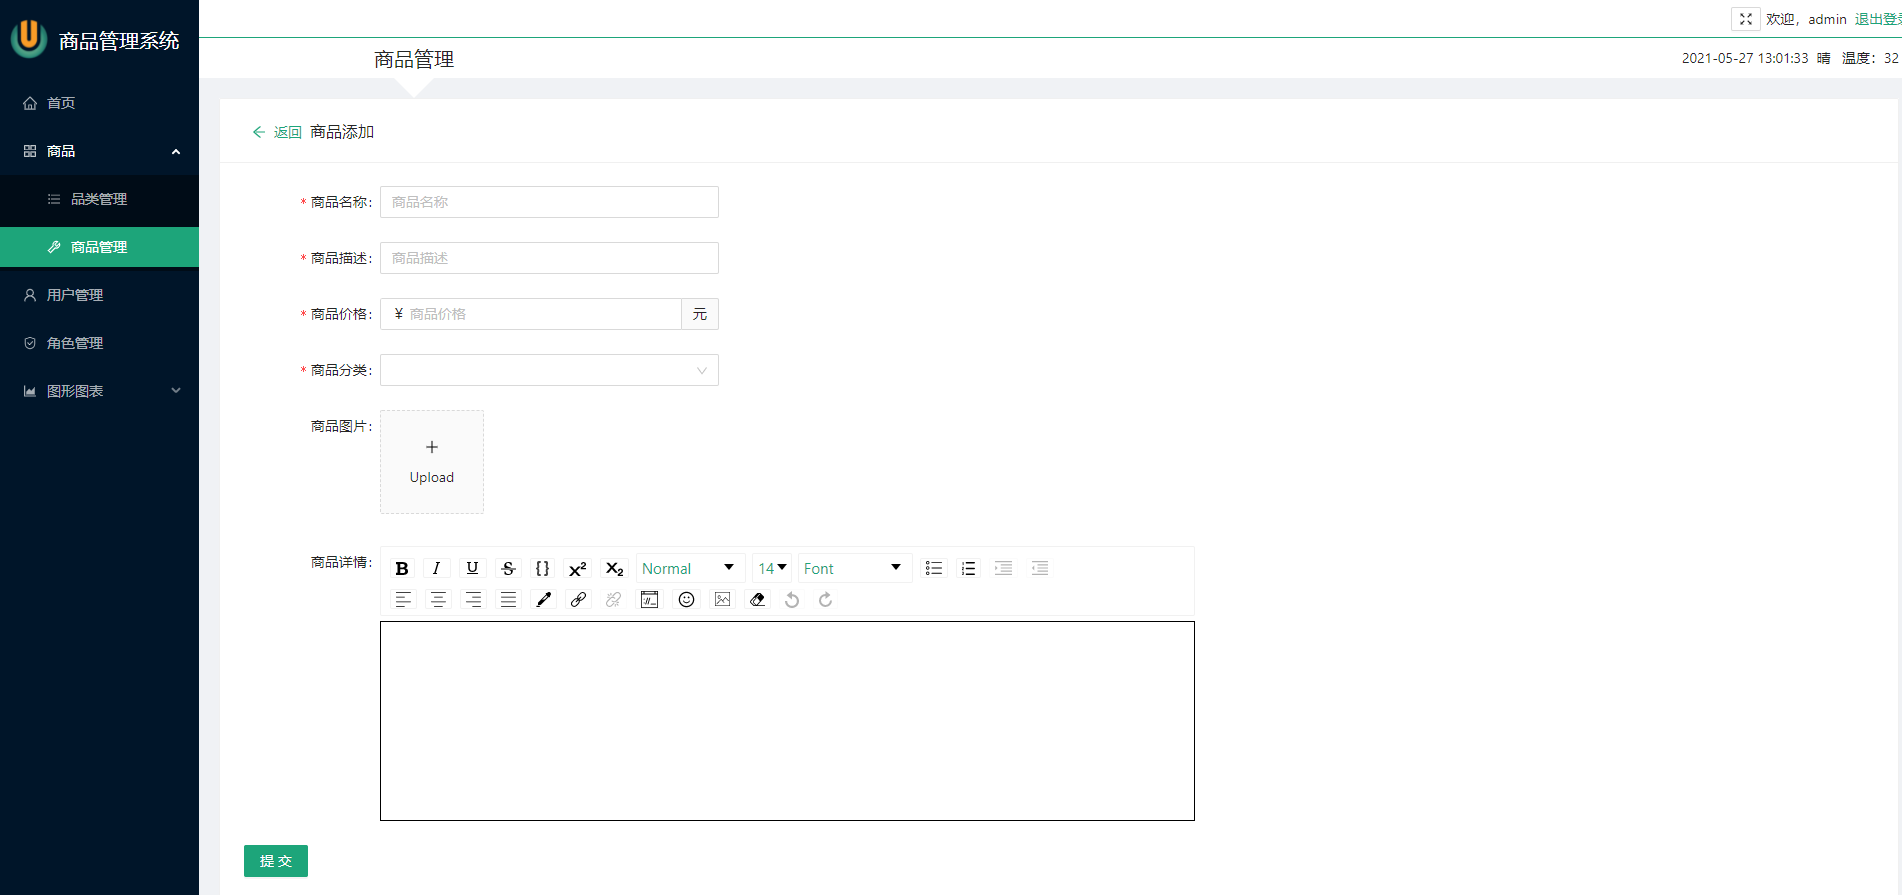 商品管理系统
欢迎，admin 退出登录
商品管理
2021-05-27 13:01:33 晴 温度：32
首页
商品
品类管理
商品管理
用户管理
角色管理
图形图表
返回 商品添加
* 商品名称： 商品名称
* 商品描述： 商品描述
* 商品价格： ¥ 商品价格 元
* 商品分类：
商品图片：
Upload
商品详情：
B I U S {} X² X₂ Normal 14 Font
提 交